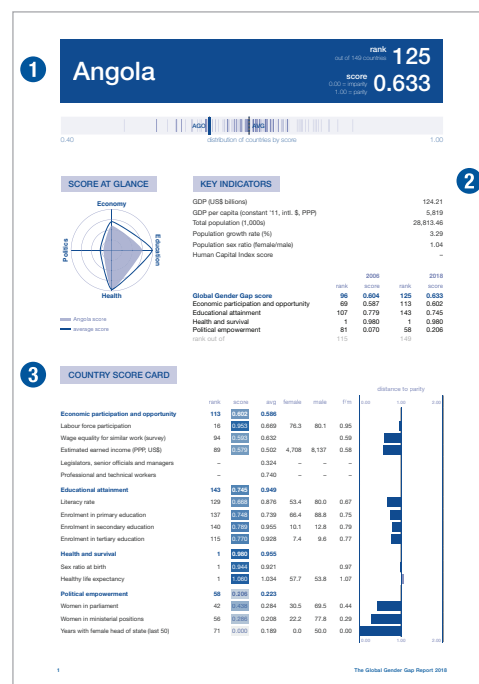 1
Angola
rank
out of 149 countries
125
score
0.00 = imparity
1.00 = parity
0.633
AGO
AVG
0.40 distribution of countries by score 1.00
2
SCORE AT GLANCE
Economy
Politics
Education
Health
Angola score
average score
KEY INDICATORS
GDP (US$ billions) 124.21
GDP per capita (constant '11, intl. $, PPP) 5,819
Total population (1,000s) 28,813.46
Population growth rate (%) 3.29
Population sex ratio (female/male) 1.04
Human Capital Index score –
2006 2018
rank score rank score
Global Gender Gap score 96 0.604 125 0.633
Economic participation and opportunity 69 0.587 113 0.602
Educational attainment 107 0.779 143 0.745
Health and survival 1 0.980 1 0.980
Political empowerment 81 0.070 58 0.206
rank out of 115 149
3
COUNTRY SCORE CARD
distance to parity
rank score avg female male f/m 0.00 1.00 2.00
Economic participation and opportunity 113 0.602 0.586
Labour force participation 16 0.953 0.669 76.3 80.1 0.95
Wage equality for similar work (survey) 94 0.593 0.632 0.59
Estimated earned income (PPP, US$) 89 0.579 0.502 4,708 8,137 0.58
Legislators, senior officials and managers – 0.324 – – –
Professional and technical workers – 0.740 – – –
Educational attainment 143 0.745 0.949
Literacy rate 129 0.668 0.876 53.4 80.0 0.67
Enrolment in primary education 137 0.748 0.739 66.4 88.8 0.75
Enrolment in secondary education 140 0.789 0.955 10.1 12.8 0.79
Enrolment in tertiary education 115 0.770 0.928 7.4 9.6 0.77
Health and survival 1 0.980 0.955
Sex ratio at birth 1 0.944 0.921 0.97
Healthy life expectancy 1 1.060 1.034 57.7 53.8 1.07
Political empowerment 58 0.206 0.223
Women in parliament 42 0.438 0.284 30.5 69.5 0.44
Women in ministerial positions 56 0.286 0.208 22.2 77.8 0.29
Years with female head of state (last 50) 71 0.000 0.189 0.0 50.0 0.00
0.00 1.00 2.00
1 The Global Gender Gap Report 2018